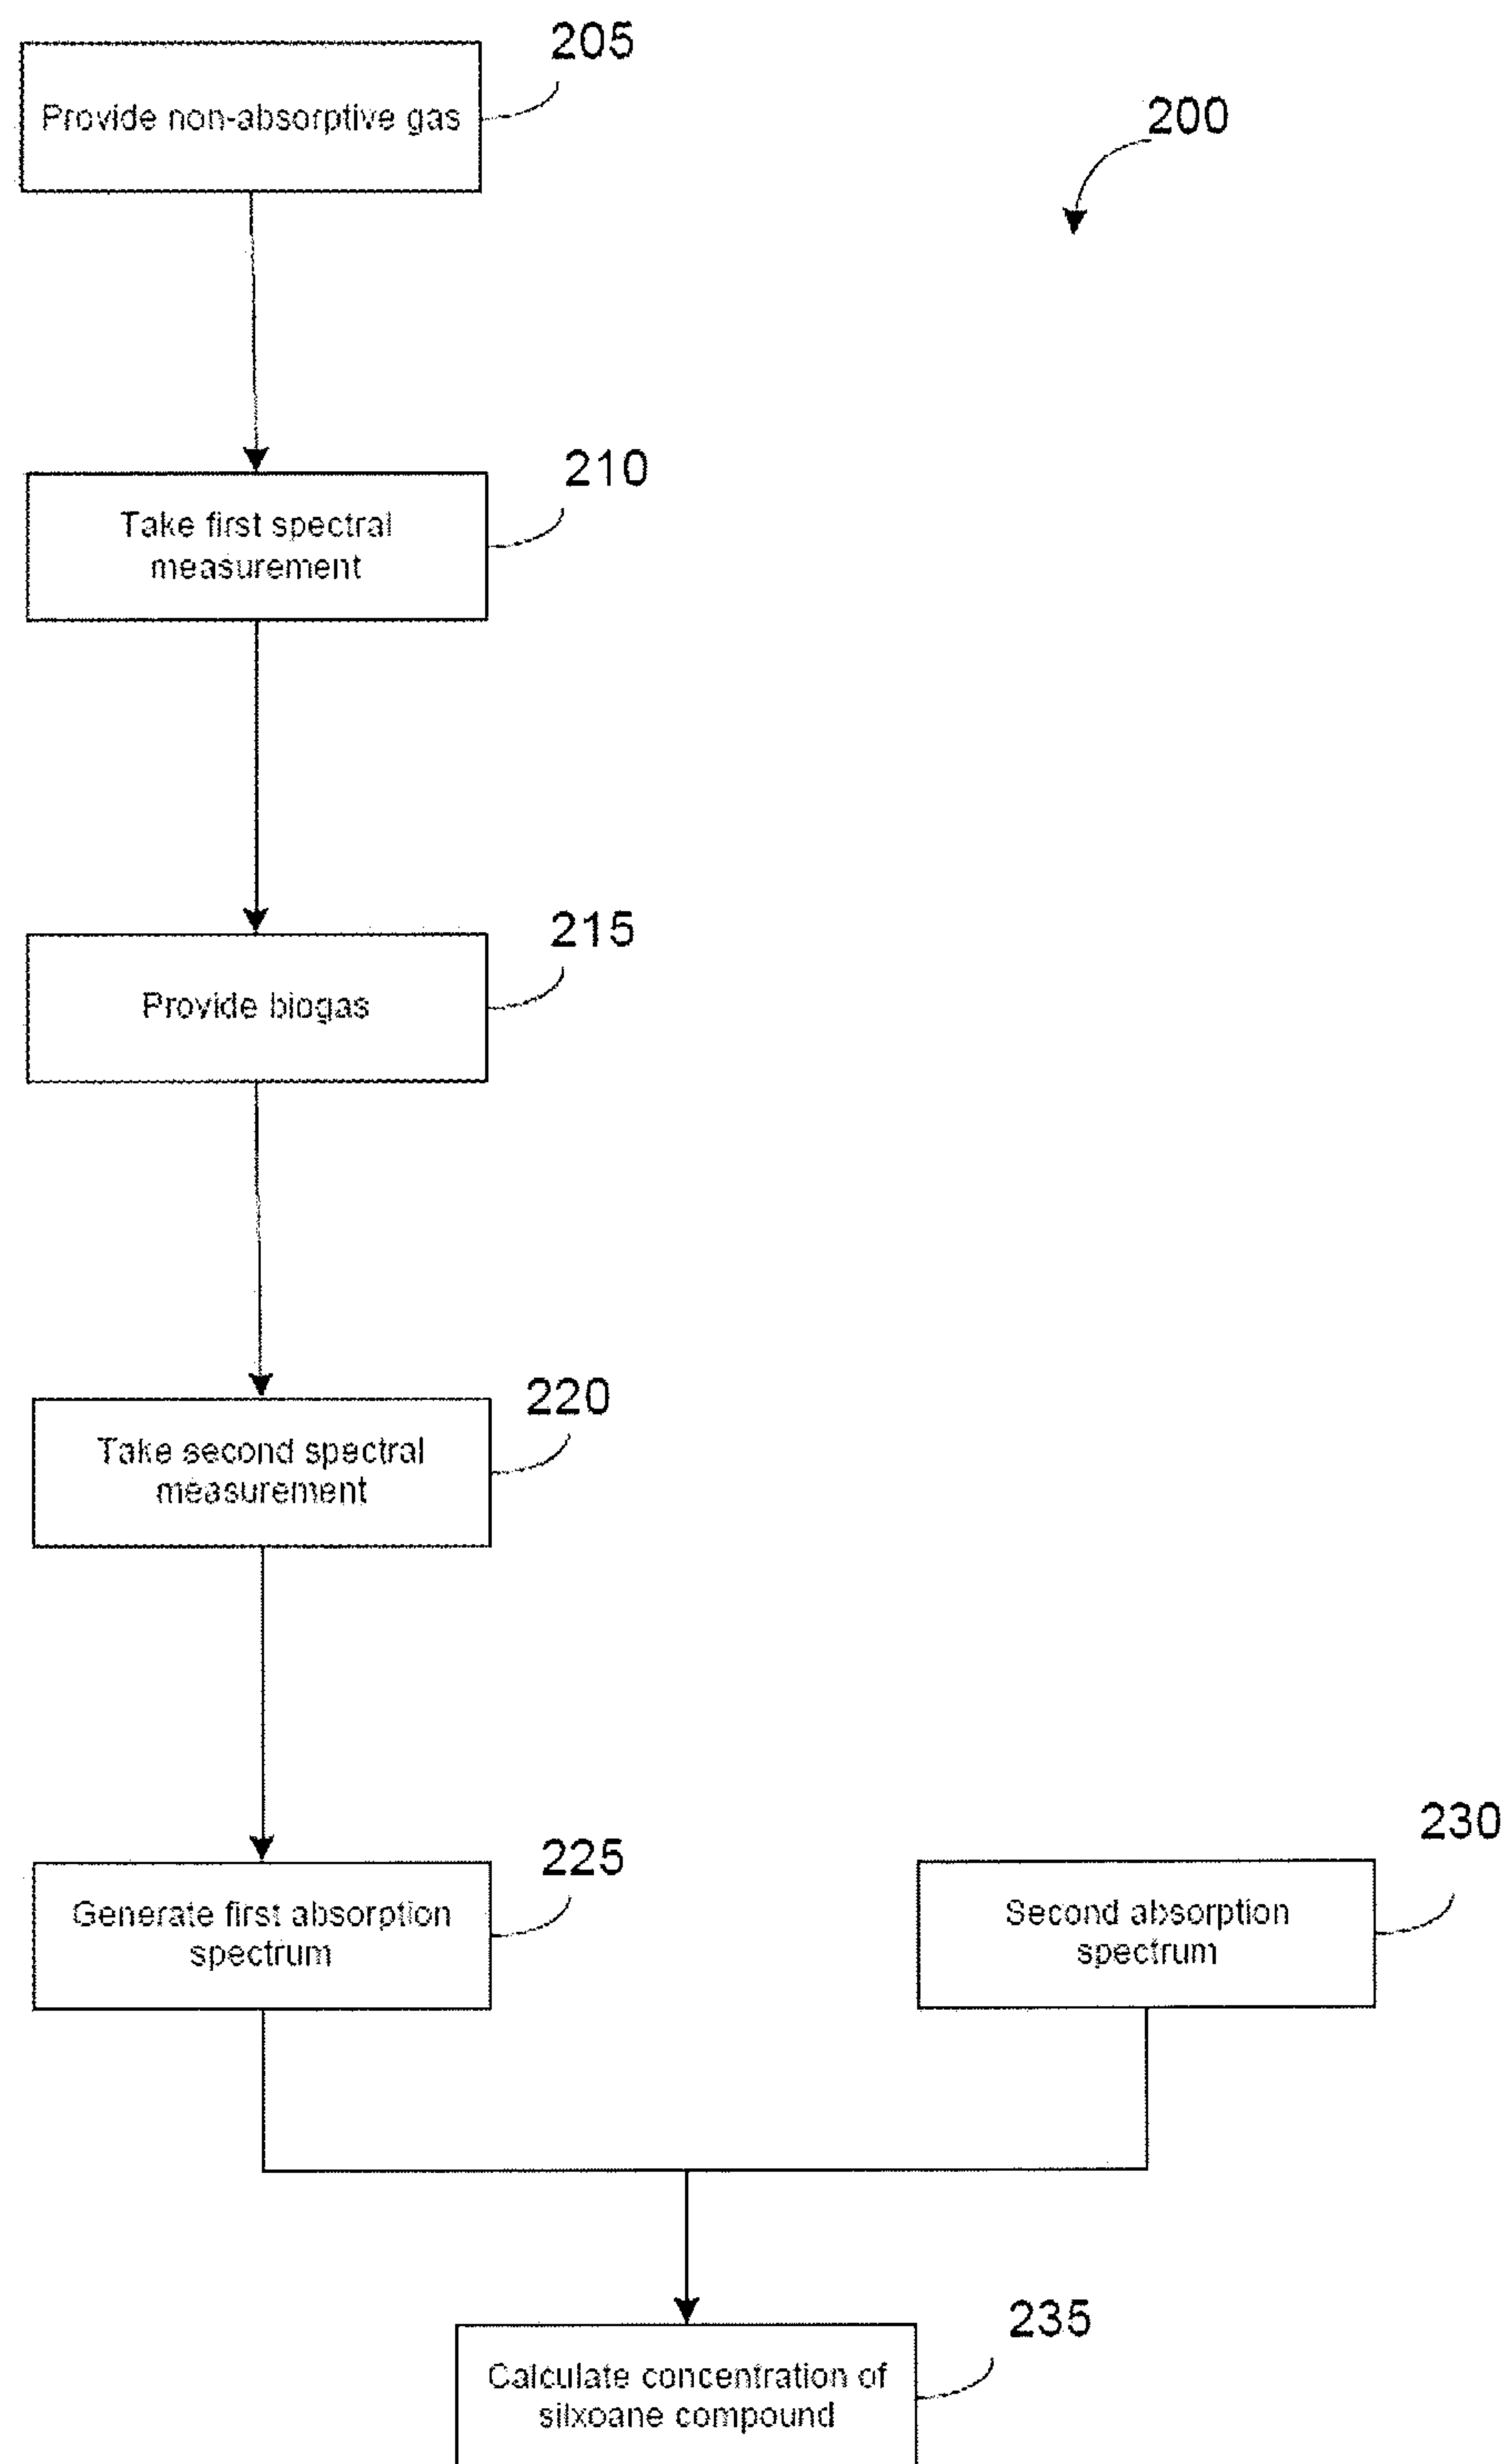 205
Provide non-absorptive gas
200
210
Take first spectral
measurement
215
Provide biogas
220
Take second spectral
measurement
225
Generate first absorption
spectrum
230
Second absorption
spectrum
235
Calculate concentration of
silxoane compound